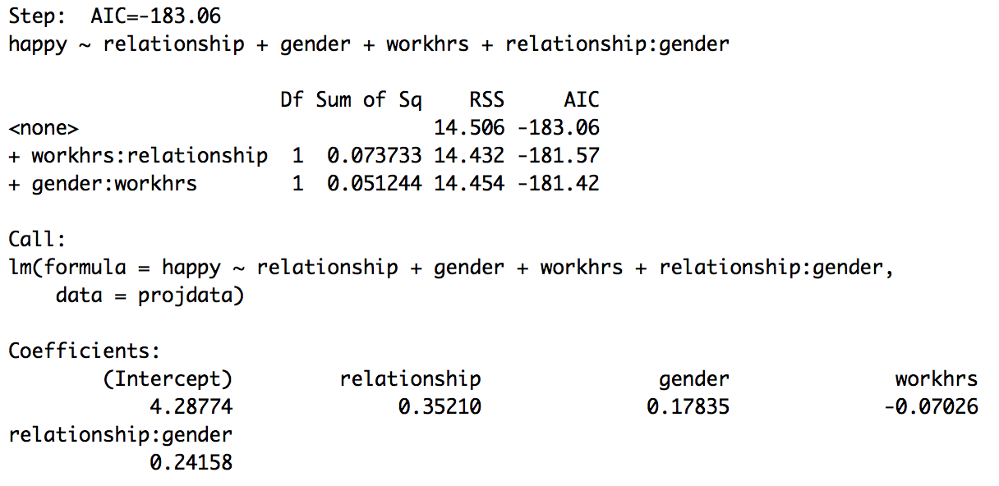 Step:  AIC=-183.06
happy ~ relationship + gender + workhrs + relationship:gender
Df Sum of Sq    RSS     AIC
<none>                              14.506 -183.06
+ workhrs:relationship  1  0.073733 14.432 -181.57
+ gender:workhrs        1  0.051244 14.454 -181.42
Call:
lm(formula = happy ~ relationship + gender + workhrs + relationship:gender,
data = projdata)
Coefficients:
(Intercept)         relationship               gender              workhrs
4.28774              0.35210              0.17835             -0.07026
relationship:gender
0.24158